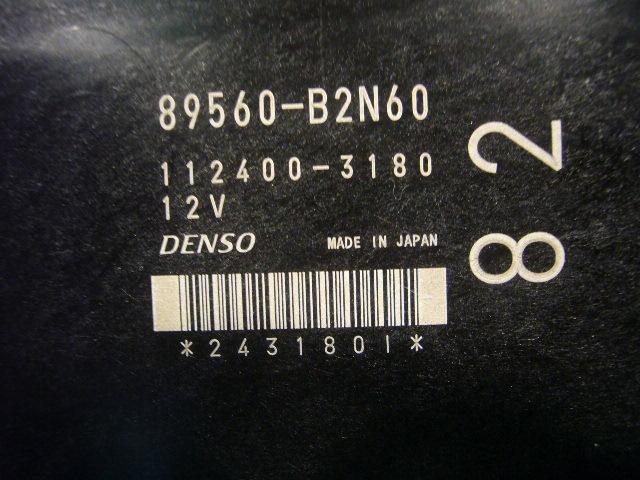 89560-B2N60
112400-3180
12V
DENSO MADE IN JAPAN
*2431801*
82